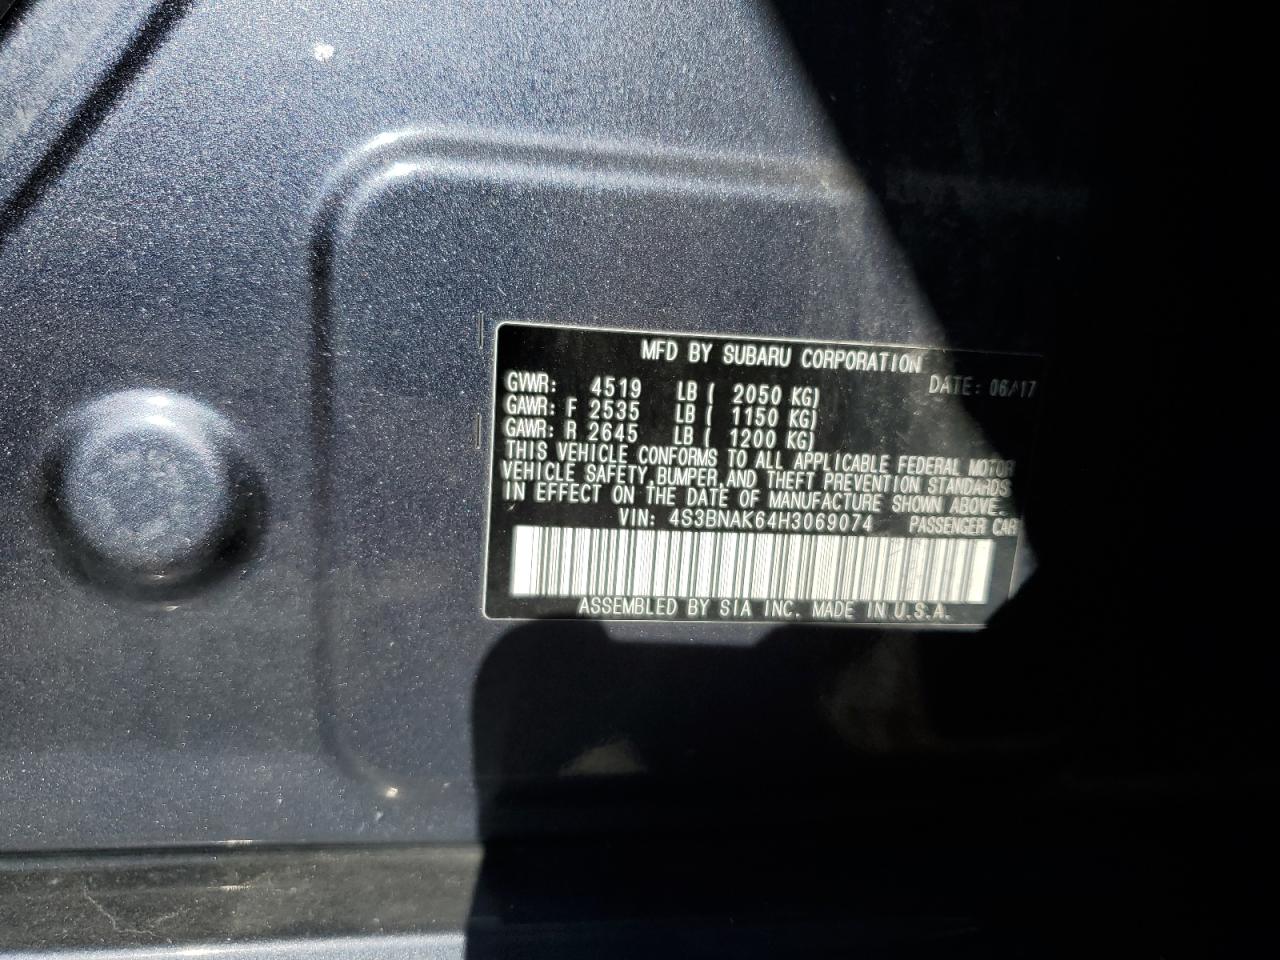 MFD BY SUBARU CORPORATION
DATE: 06/17
GVWR: 4519 LB ( 2050 KG)
GAWR: F 2535 LB ( 1150 KG)
GAWR: R 2645 LB ( 1200 KG)
THIS VEHICLE CONFORMS TO ALL APPLICABLE FEDERAL MOTOR
VEHICLE SAFETY, BUMPER, AND THEFT PREVENTION STANDARDS
IN EFFECT ON THE DATE OF MANUFACTURE SHOWN ABOVE.
VIN: 4S3BNAK64H3069074 PASSENGER CAR
ASSEMBLED BY SIA INC. MADE IN U.S.A.